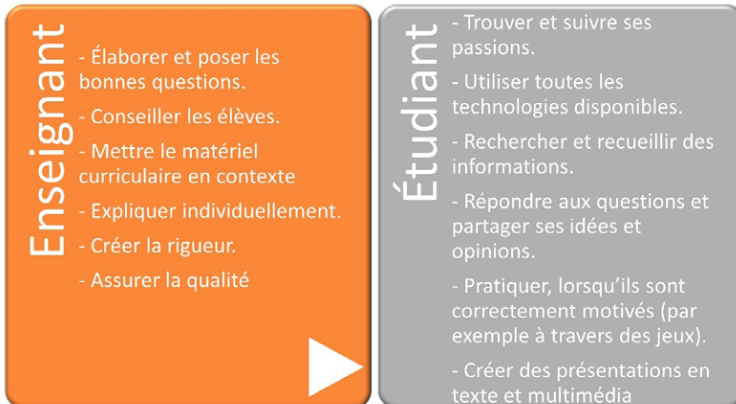 Enseignant
- Élaborer et poser les
bonnes questions.
- Conseiller les élèves.
- Mettre le matériel
curriculaire en contexte
- Expliquer individuellement.
- Créer la rigueur.
- Assurer la qualité
Étudiant
- Trouver et suivre ses
passions.
- Utiliser toutes les
technologies disponibles.
- Rechercher et recueillir des
informations.
- Répondre aux questions et
partager ses idées et
opinions.
- Pratiquer, lorsqu’ils sont
correctement motivés (par
exemple à travers des jeux).
- Créer des présentations en
texte et multimédia